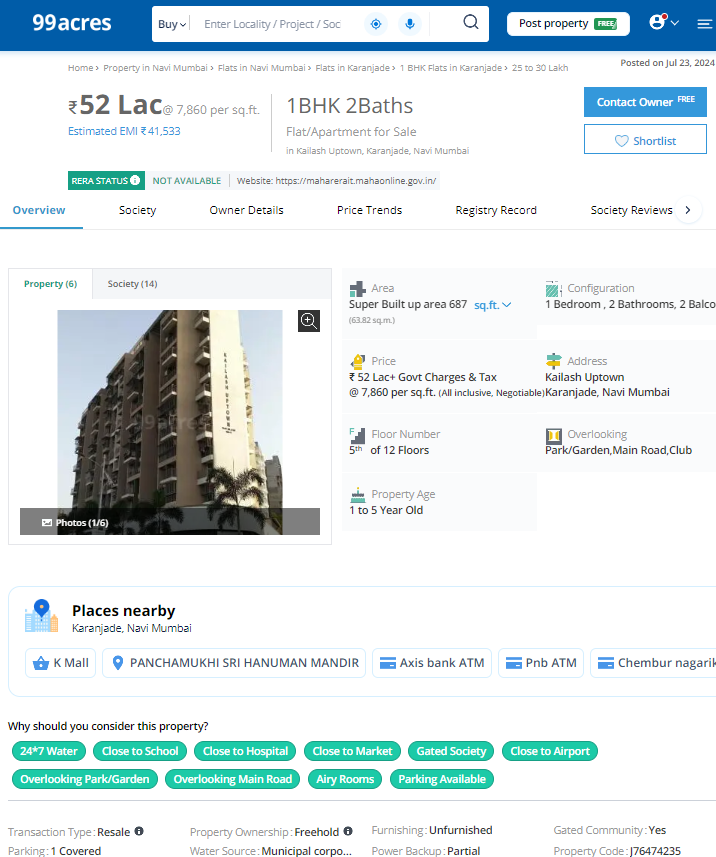 99acres
Buy
Enter Locality / Project / Soc
Post property FREE
Posted on Jul 23, 2024
Home › Property in Navi Mumbai › Flats in Navi Mumbai › Flats in Karanjade › 1 BHK Flats in Karanjade › 25 to 30 Lakh
₹52 Lac @ 7,860 per sq.ft.
Estimated EMI ₹ 41,533
1BHK 2Baths
Flat/Apartment for Sale
in Kailash Uptown, Karanjade, Navi Mumbai
Contact Owner FREE
Shortlist
RERA STATUS NOT AVAILABLE Website: https://maharerait.mahaonline.gov.in/
Overview Society Owner Details Price Trends Registry Record Society Reviews
Property (6) Society (14)
KAILASH UPTOWN
99acres
Photos (1/6)
Area
Super Built up area 687 sq.ft.
(63.82 sq.m.)
Configuration
1 Bedroom , 2 Bathrooms, 2 Balco
Price
₹ 52 Lac+ Govt Charges & Tax
@ 7,860 per sq.ft. (All inclusive, Negotiable)
Address
Kailash Uptown
Karanjade, Navi Mumbai
Floor Number
5th of 12 Floors
Overlooking
Park/Garden,Main Road,Club
Property Age
1 to 5 Year Old
Places nearby
Karanjade, Navi Mumbai
K Mall
PANCHAMUKHI SRI HANUMAN MANDIR
Axis bank ATM
Pnb ATM
Chembur nagarik
Why should you consider this property?
24*7 Water Close to School Close to Hospital Close to Market Gated Society Close to Airport
Overlooking Park/Garden Overlooking Main Road Airy Rooms Parking Available
Transaction Type : Resale Property Ownership : Freehold Furnishing : Unfurnished Gated Community : Yes
Parking : 1 Covered Water Source : Municipal corpo... Power Backup : Partial Property Code : J76474235